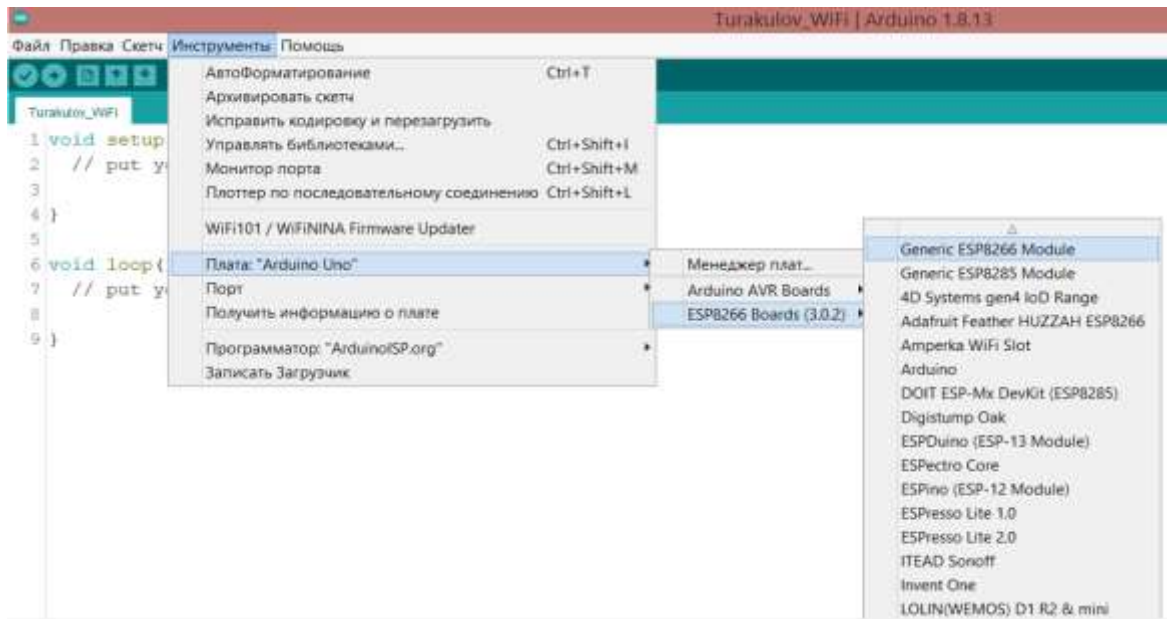 Turakulov_WiFi | Arduino 1.8.13
Файл Правка Скетч Инструменты Помощь
Turakulov_WiFi
1 void setup
2 // put y
3
4 }
5
6 void loop(
7 // put y
8
9 }
АвтоФорматирование Ctrl+T
Архивировать скетч
Исправить кодировку и перезагрузить
Управлять библиотеками... Ctrl+Shift+I
Монитор порта Ctrl+Shift+M
Плоттер по последовательному соединению Ctrl+Shift+L
WiFi101 / WiFiNINA Firmware Updater
Плата: "Arduino Uno"
Порт
Получить информацию о плате
Программатор: "ArduinoISP.org"
Записать Загрузчик
Менеджер плат...
Arduino AVR Boards
ESP8266 Boards (3.0.2)
Generic ESP8266 Module
Generic ESP8285 Module
4D Systems gen4 IoD Range
Adafruit Feather HUZZAH ESP8266
Amperka WiFi Slot
Arduino
DOIT ESP-Mx DevKit (ESP8285)
Digistump Oak
ESPDuino (ESP-13 Module)
ESPectro Core
ESPino (ESP-12 Module)
ESPresso Lite 1.0
ESPresso Lite 2.0
ITEAD Sonoff
Invent One
LOLIN(WEMOS) D1 R2 & mini